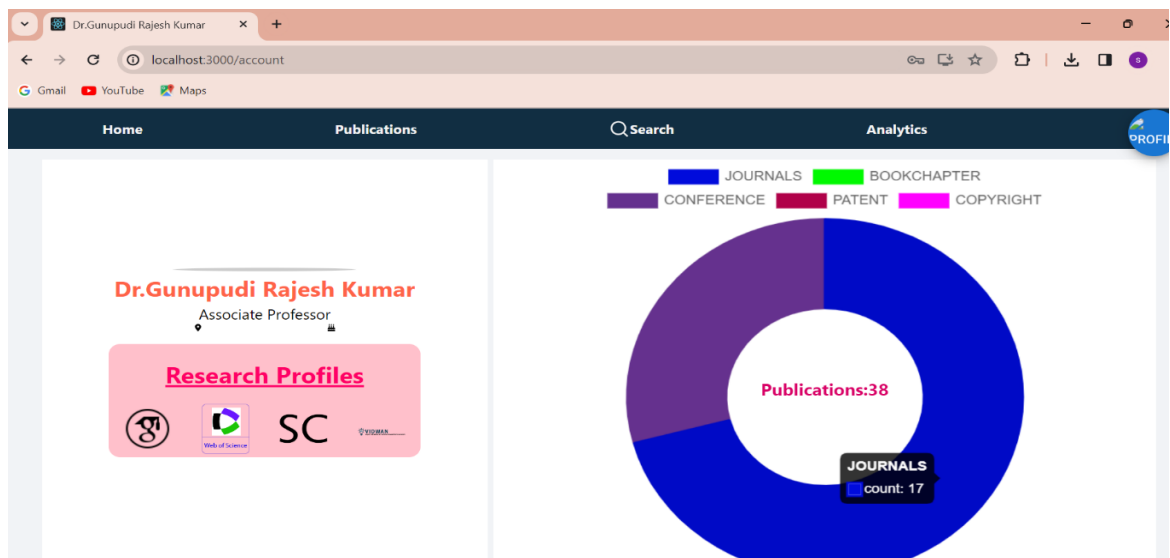 Dr.Gunupudi Rajesh Kumar
localhost:3000/account
S
Gmail YouTube Maps
Home Publications Search Analytics
PROFI
JOURNALS BOOKCHAPTER
CONFERENCE PATENT COPYRIGHT
Dr.Gunupudi Rajesh Kumar
Associate Professor
Research Profiles
Web of Science
SC
VIDWAN
Publications:38
JOURNALS
count: 17